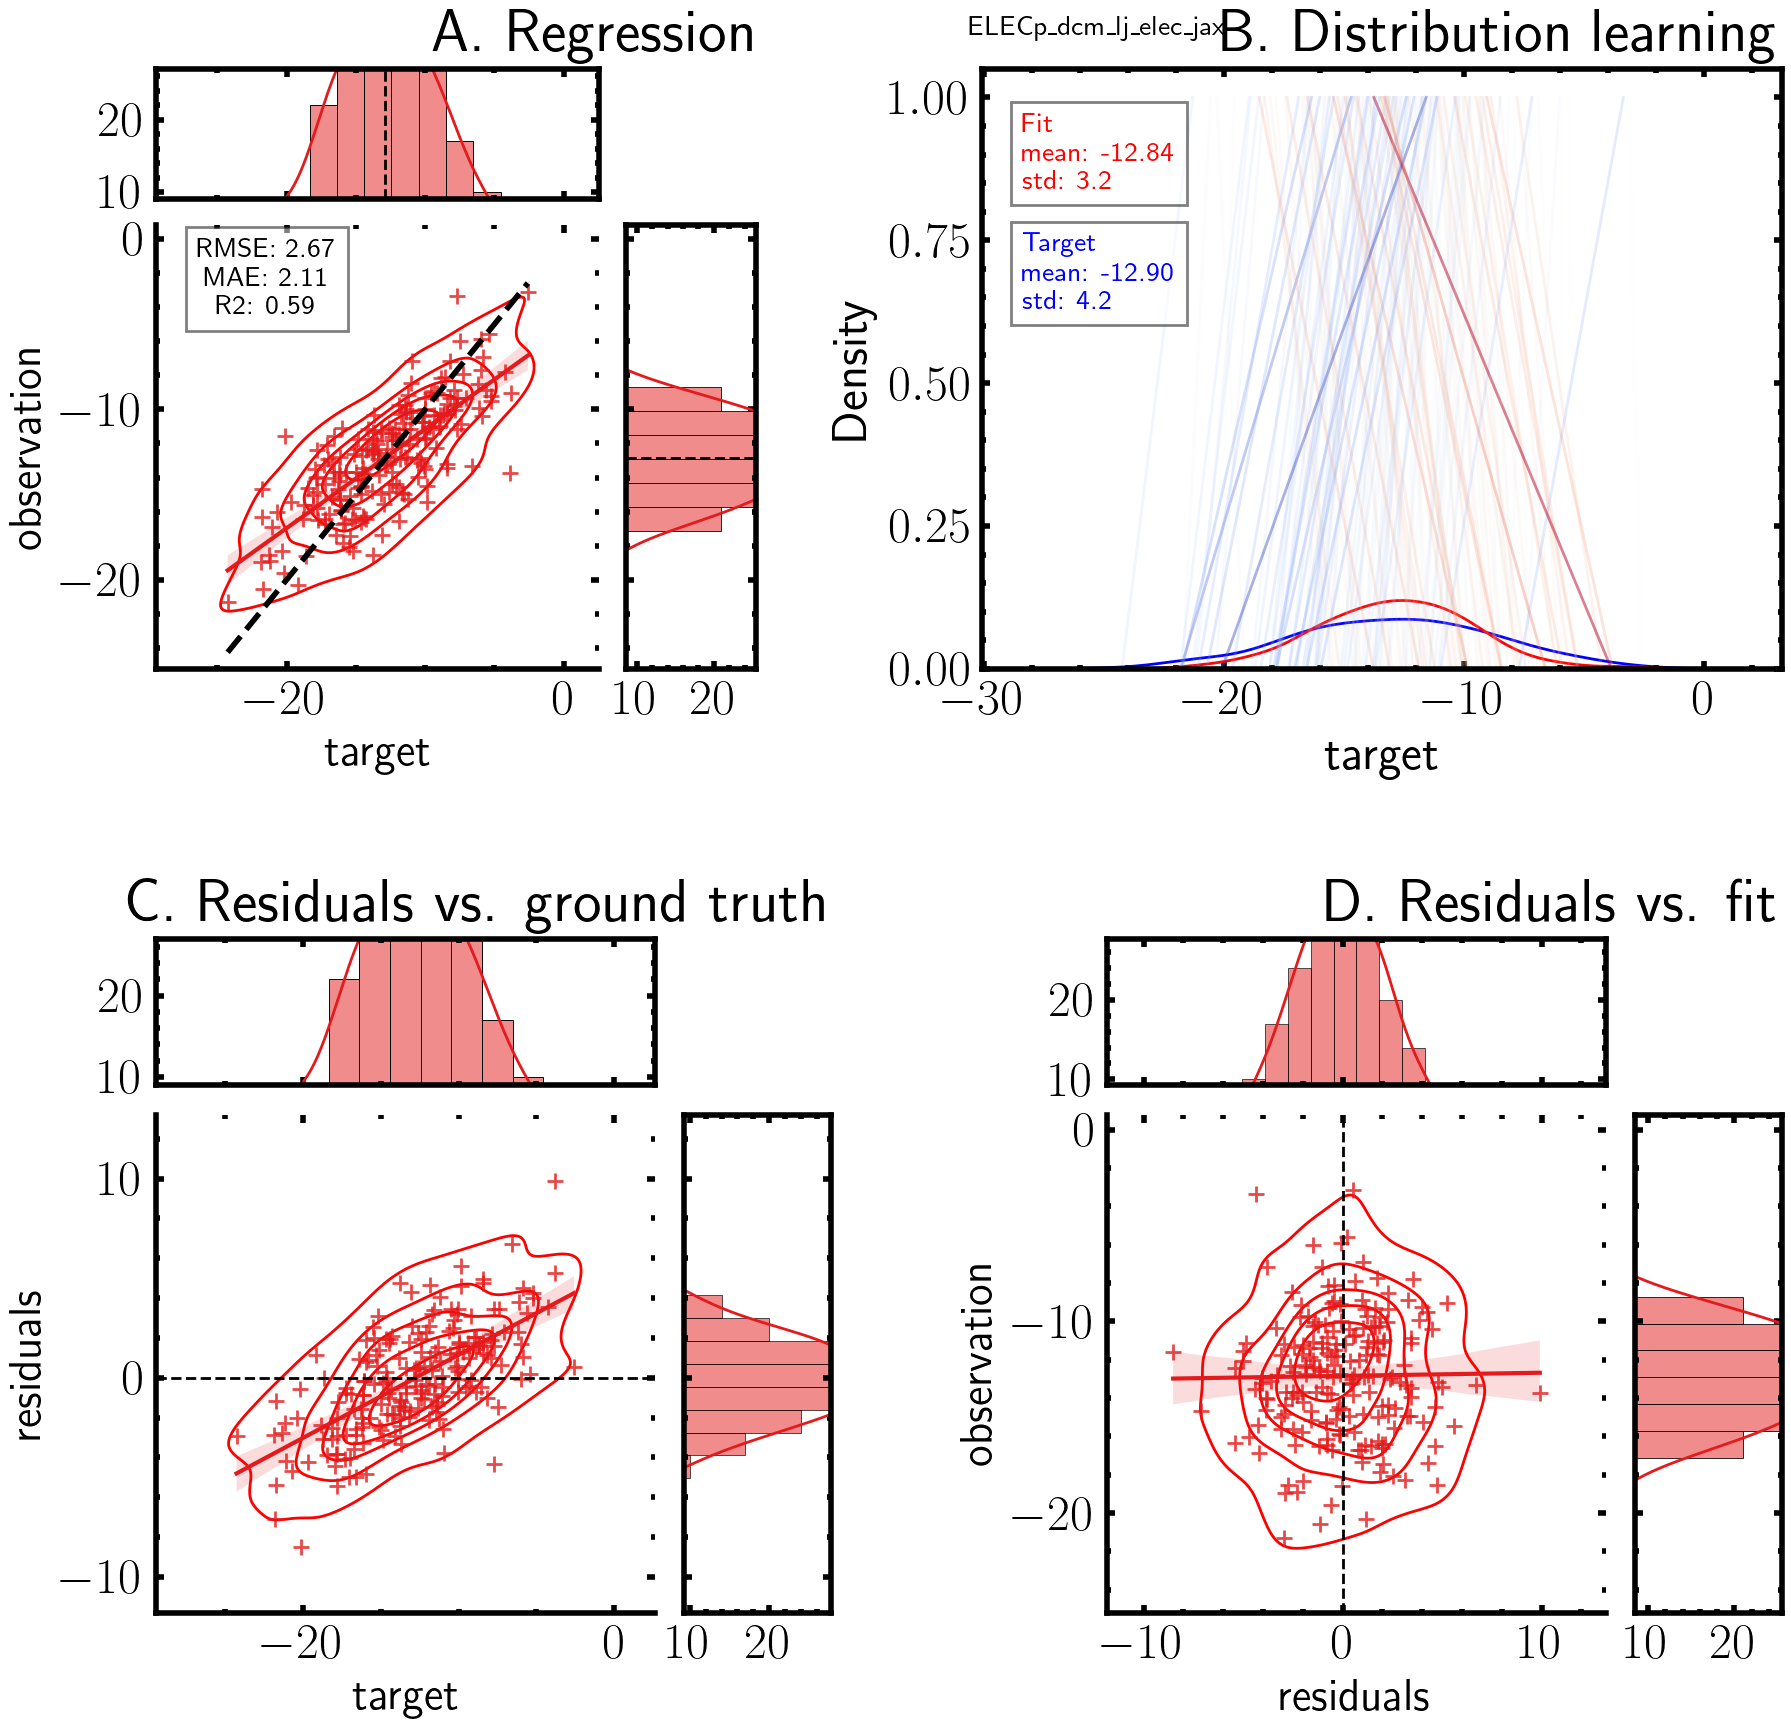 A. Regression
20
10
0
−10
−20
observation
RMSE: 2.67
MAE: 2.11
R2: 0.59
−20
0
10
20
target
ELECp_dcm_lj_elec_jax
B. Distribution learning
1.00
0.75
0.50
0.25
0.00
Density
Fit
mean: -12.84
std: 3.2
Target
mean: -12.90
std: 4.2
−30
−20
−10
0
target
C. Residuals vs. ground truth
20
10
10
0
−10
residuals
−20
0
10
20
target
D. Residuals vs. fit
20
10
0
−10
−20
observation
−10
0
10
10
20
residuals